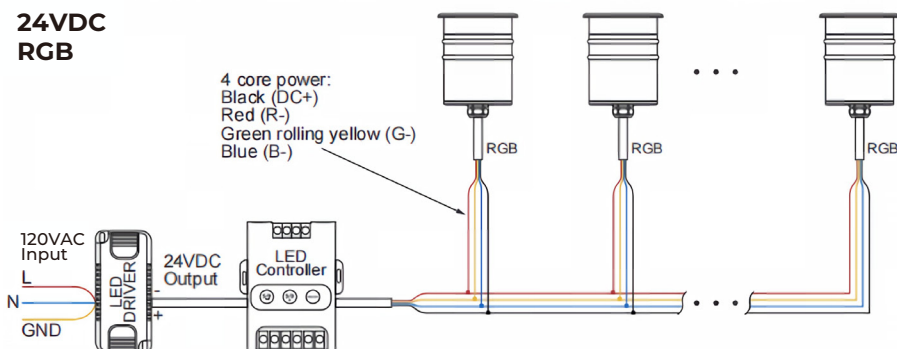 24VDC
RGB
4 core power:
Black (DC+)
Red (R-)
Green rolling yellow (G-)
Blue (B-)
RGB
RGB
RGB
120VAC
Input
L
N
GND
LED
DRIVER
-
+
24VDC
Output
LED
Controller